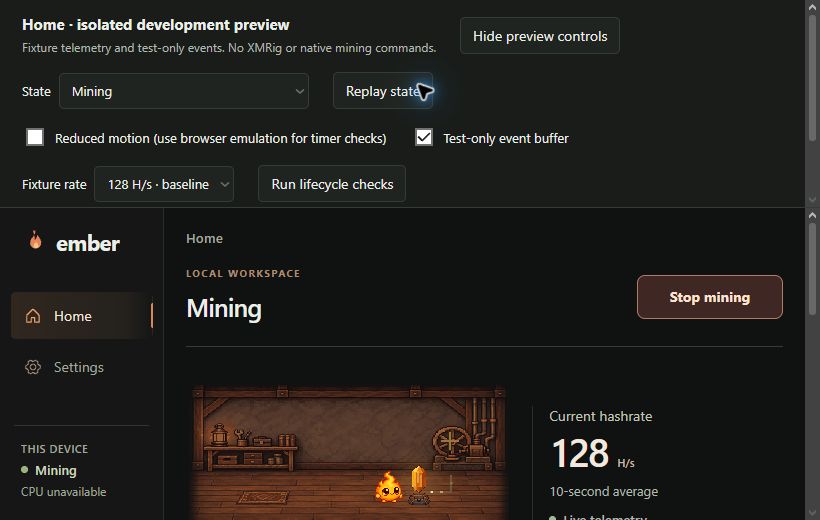 Home · isolated development preview
Fixture telemetry and test-only events. No XMRig or native mining commands.
Hide preview controls
State
Mining
Replay state
Reduced motion (use browser emulation for timer checks)
Test-only event buffer
Fixture rate
128 H/s · baseline
Run lifecycle checks
ember
Home
Settings
THIS DEVICE
Mining
CPU unavailable
Home
LOCAL WORKSPACE
Mining
Stop mining
Current hashrate
128 H/s
10-second average
Live telemetry